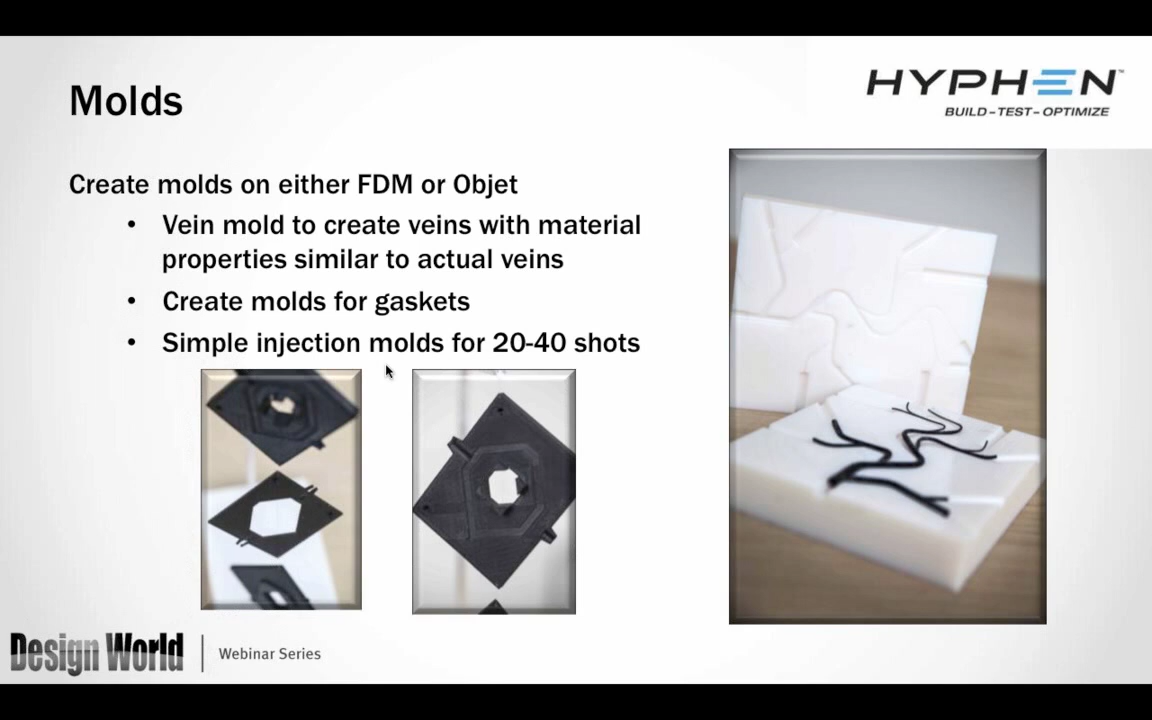 Molds
HYPHEN™
BUILD–TEST–OPTIMIZE
Create molds on either FDM or Objet
• Vein mold to create veins with material
properties similar to actual veins
• Create molds for gaskets
• Simple injection molds for 20-40 shots
Design World
Webinar Series